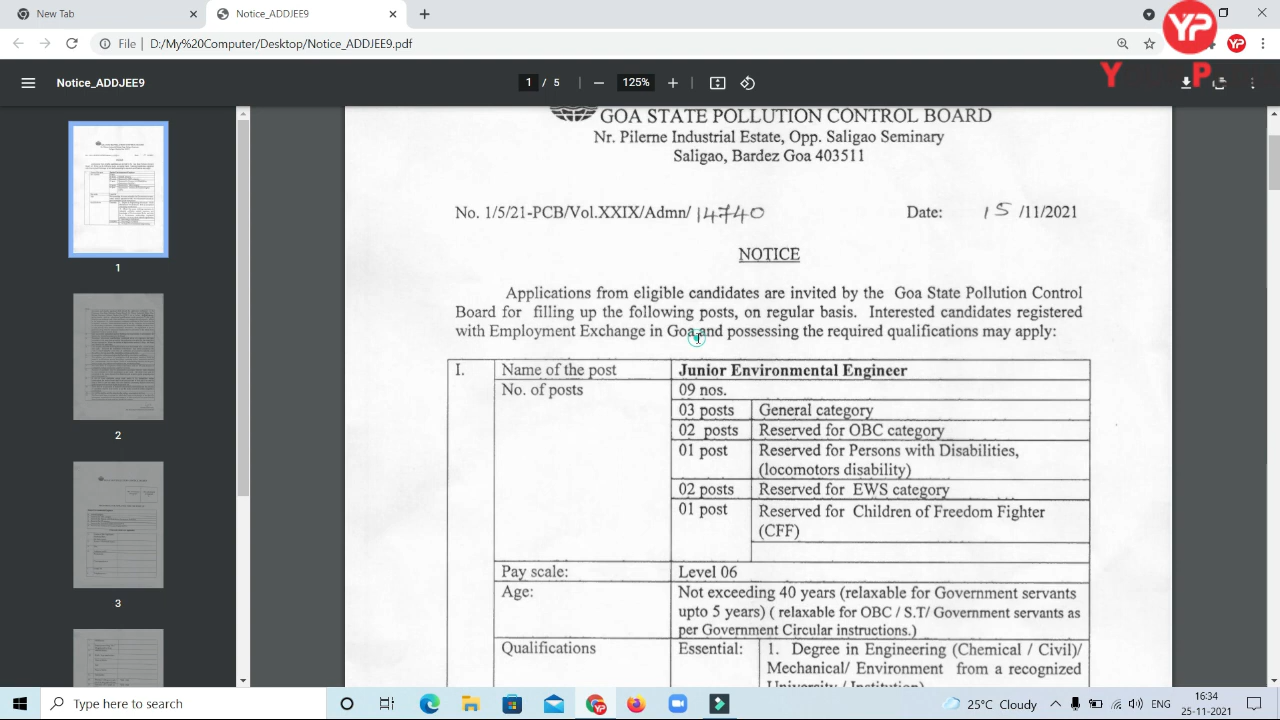 New Tab
Notice_ADDJEE9
File | D:/My%20Computer/Desktop/Notice_ADDJEE9.pdf
YP
YP
Notice_ADDJEE9
1 / 5
125%
Y P
GOA STATE POLLUTION CONTROL BOARD
Nr. Pilerne Industrial Estate, Opp. Saligao Seminary
Saligao, Bardez Goa 403511
No. 1/5/21-PCB/Vol.XXIX/Admn/ 14740 Date: 15 /11/2021
NOTICE
Applications from eligible candidates are invited by the Goa State Pollution Control
Board for filling up the following posts, on regular basis. Interested candidates registered
with Employment Exchange in Goa and possessing the required qualifications may apply:
I. Name of the post Junior Environmental Engineer
No. of posts 09 nos.
03 posts General category
02 posts Reserved for OBC category
01 post Reserved for Persons with Disabilities,
(locomotors disability)
02 posts Reserved for EWS category
01 post Reserved for Children of Freedom Fighter
(CFF)
Pay scale: Level 06
Age: Not exceeding 40 years (relaxable for Government servants
upto 5 years) ( relaxable for OBC / S.T/ Government servants as
per Government Circular instructions.)
Qualifications Essential: 1. Degree in Engineering (Chemical / Civil)/
Mechanical/ Environment from a recognized
University / Institution)
1
2
3
Type here to search
25°C Cloudy
ENG
16:34
25-11-2021